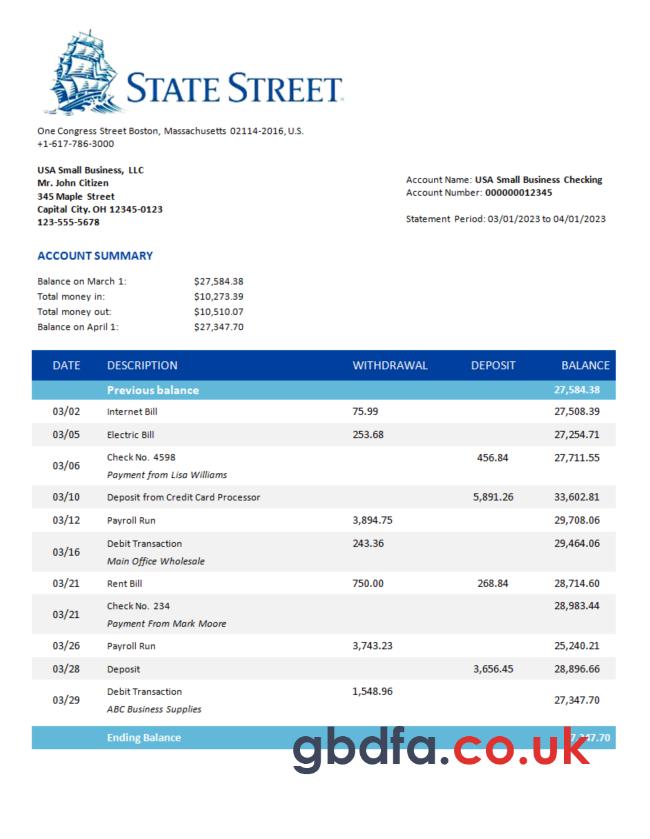 STATE STREET
One Congress Street Boston, Massachusetts 02114-2016, U.S.
+1-617-786-3000
USA Small Business, LLC
Mr. John Citizen
345 Maple Street
Capital City. OH 12345-0123
123-555-5678
Account Name: USA Small Business Checking
Account Number: 000000012345
Statement Period: 03/01/2023 to 04/01/2023
ACCOUNT SUMMARY
Balance on March 1: $27,584.38
Total money in: $10,273.39
Total money out: $10,510.07
Balance on April 1: $27,347.70
DATE DESCRIPTION WITHDRAWAL DEPOSIT BALANCE
Previous balance 27,584.38
03/02 Internet Bill 75.99 27,508.39
03/05 Electric Bill 253.68 27,254.71
03/06 Check No. 4598 456.84 27,711.55
Payment from Lisa Williams
03/10 Deposit from Credit Card Processor 5,891.26 33,602.81
03/12 Payroll Run 3,894.75 29,708.06
03/16 Debit Transaction 243.36 29,464.06
Main Office Wholesale
03/21 Rent Bill 750.00 268.84 28,714.60
03/21 Check No. 234 28,983.44
Payment From Mark Moore
03/26 Payroll Run 3,743.23 25,240.21
03/28 Deposit 3,656.45 28,896.66
03/29 Debit Transaction 1,548.96 27,347.70
ABC Business Supplies
Ending Balance
gbdfa.co.uk